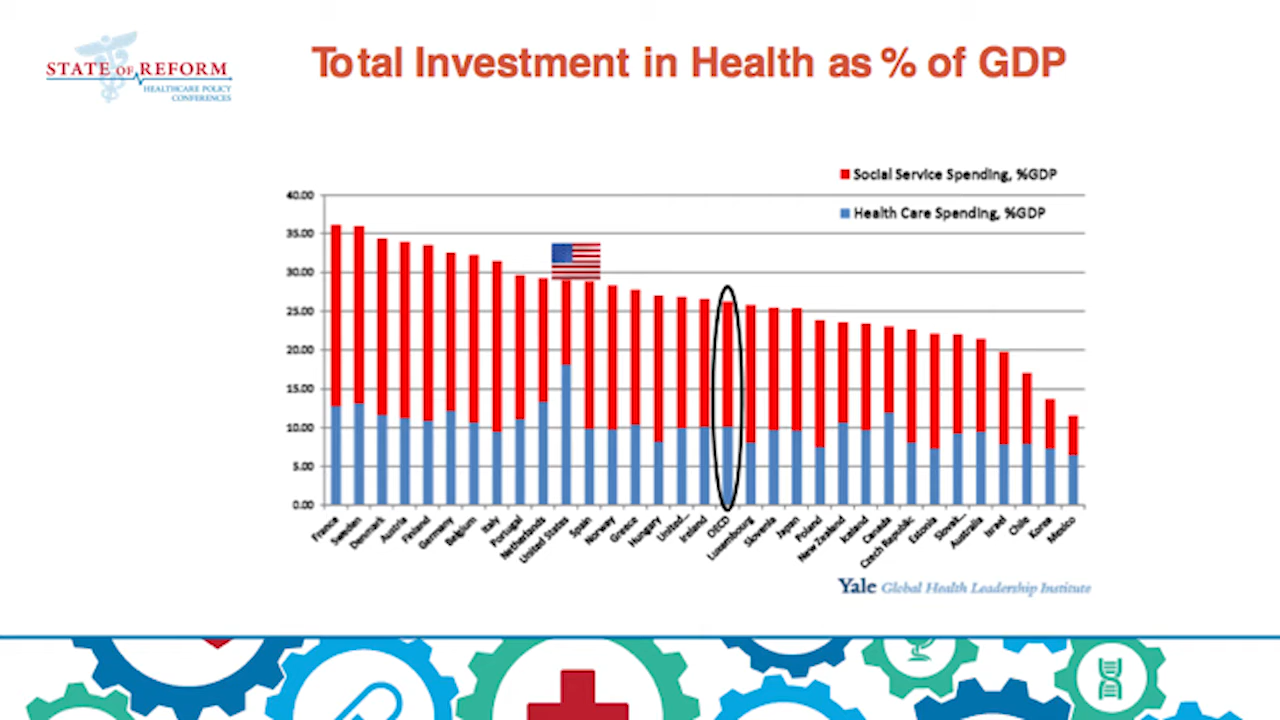 STATE OF REFORM
HEALTHCARE POLICY
CONFERENCES
Total Investment in Health as % of GDP
Social Service Spending, %GDP
Health Care Spending, %GDP
40.00
35.00
30.00
25.00
20.00
15.00
10.00
5.00
0.00
France
Sweden
Denmark
Austria
Finland
Germany
Belgium
Italy
Portugal
Netherlands
United States
Spain
Norway
Greece
Hungary
United...
Ireland
OECD
Luxembourg
Slovenia
Japan
Poland
New Zealand
Iceland
Canada
Czech Republic
Estonia
Slovak...
Australia
Israel
Chile
Korea
Mexico
Yale Global Health Leadership Institute